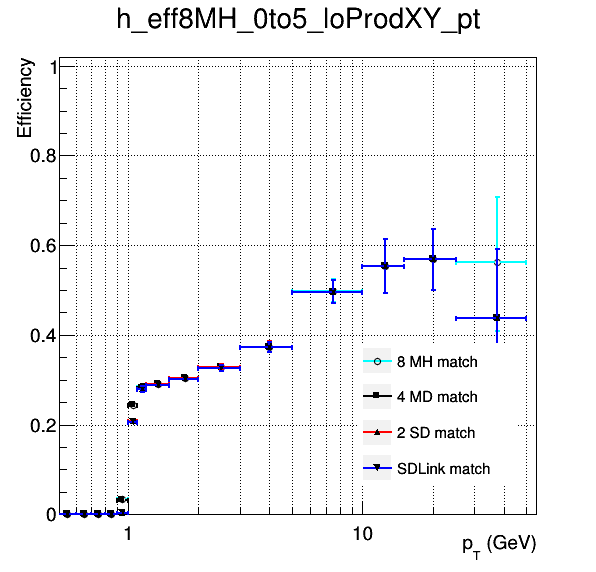 h_eff8MH_0to5_loProdXY_pt
Efficiency
1
0.8
0.6
0.4
0.2
0
8 MH match
4 MD match
2 SD match
SDLink match
1
10
p_T (GeV)